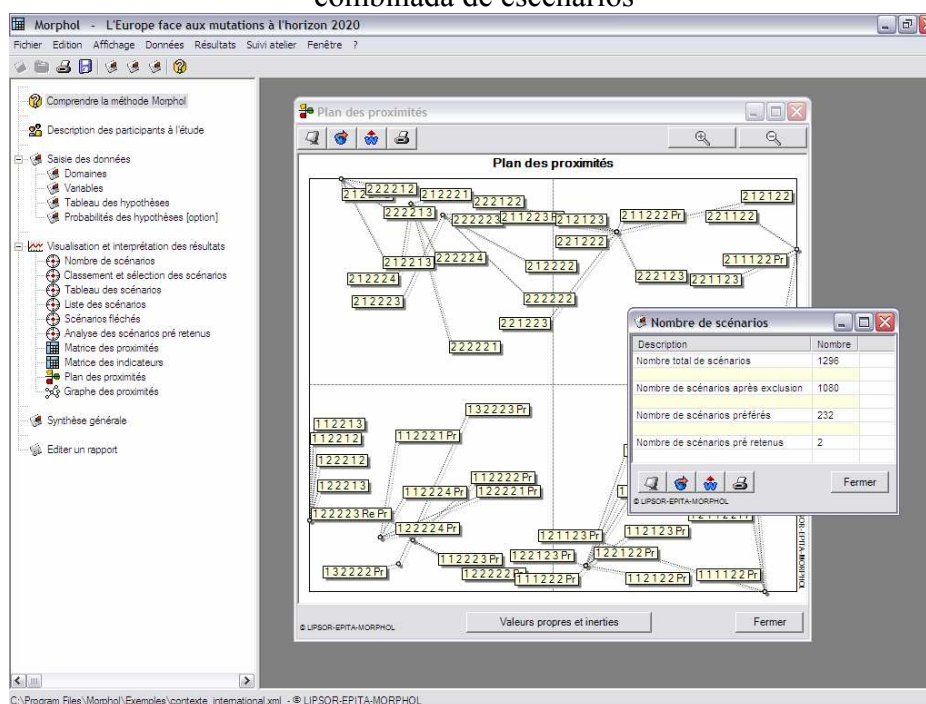 combinada de escenarios
Morphol - L'Europe face aux mutations à l'horizon 2020
Fichier Edition Affichage Données Résultats Suivi atelier Fenêtre ?
Comprendre la méthode Morphol
Description des participants à l'étude
Saisie des données
Domaines
Variables
Tableau des hypothèses
Probabilités des hypothèses [option]
Visualisation et interprétation des résultats
Nombre de scénarios
Classement et sélection des scénarios
Tableau des scénarios
Liste des scénarios
Scénarios fléchés
Analyse des scénarios pré retenus
Matrice des proximités
Matrice des indicateurs
Plan des proximités
Graphe des proximités
Synthèse générale
Editer un rapport
Plan des proximités
Plan des proximités
222212
212221
222122
222213
222223
211223
212123
211222 Pr
221122
212122
221222
212213
222224
212222
211122 Pr
212224
222123
221123
212223
222222
221223
222221
132223 Pr
112213
112212
112221 Pr
122212
122213
112222 Pr
112224 Pr
122221 Pr
122223 Re Pr
122224 Pr
121123 Pr
112123 Pr
112223 Pr
122123 Pr
122122 Pr
132222 Pr
122222 Pr
111222 Pr
112122 Pr
111122 Pr
© LIPSOR-EPITA-MORPHOL
Valeurs propres et inerties
Fermer
Nombre de scénarios
Description Nombre
Nombre total de scénarios 1296
Nombre de scénarios après exclusion 1080
Nombre de scénarios préférés 232
Nombre de scénarios pré retenus 2
Fermer
© LIPSOR-EPITA-MORPHOL
C:\Program Files\Morphol\Exemples\contexte_international.xml - © LIPSOR-EPITA-MORPHOL